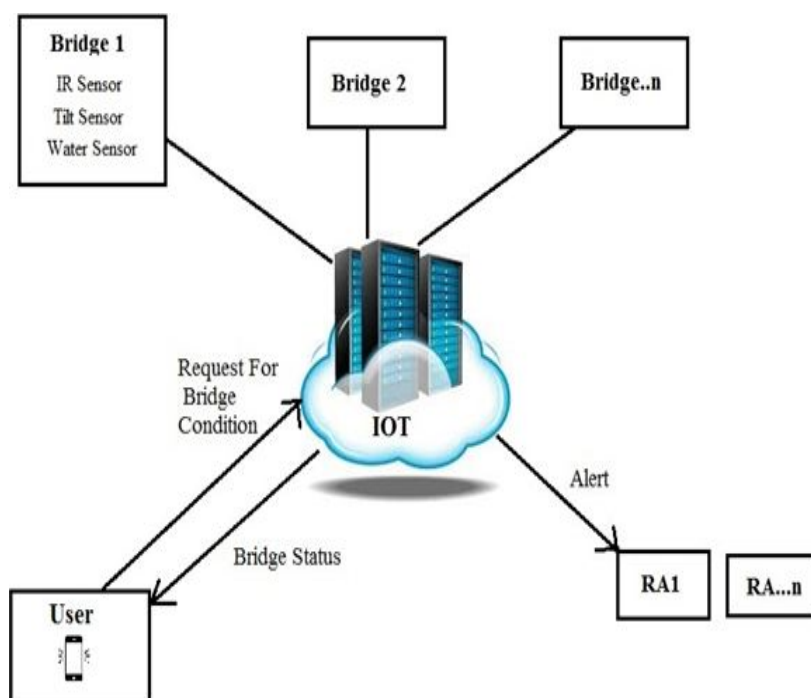 Bridge 1
IR Sensor
Tilt Sensor
Water Sensor
Bridge 2
Bridge..n
Request For
Bridge
Condition
IOT
Alert
Bridge Status
RA1
RA...n
User